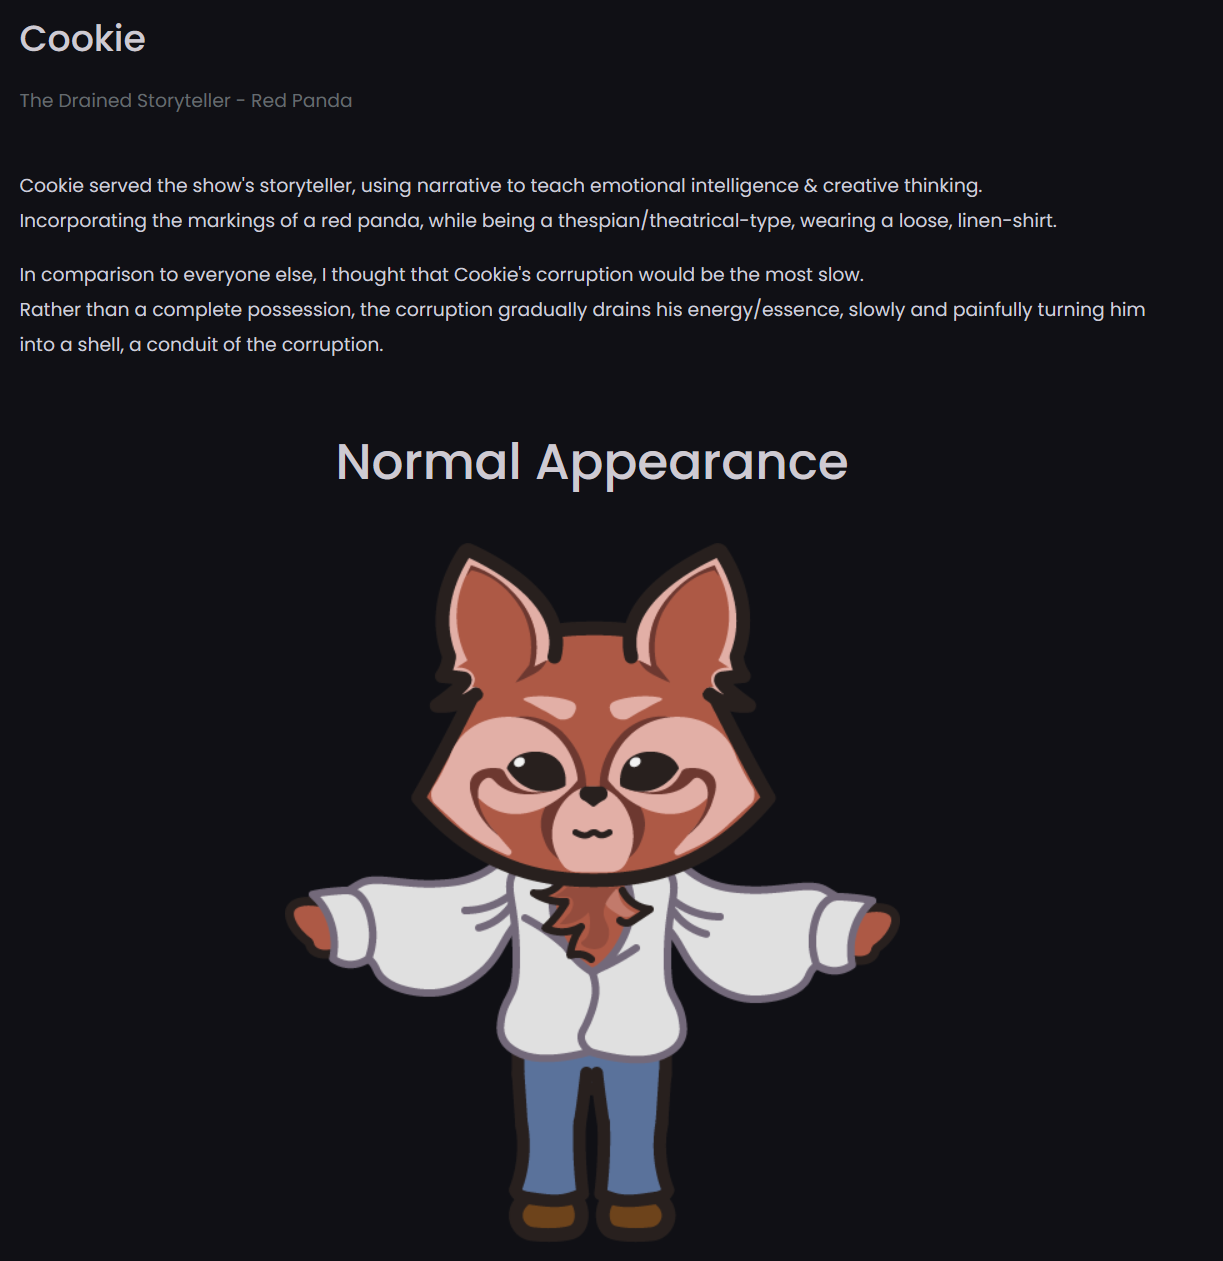 Cookie
The Drained Storyteller - Red Panda
Cookie served the show's storyteller, using narrative to teach emotional intelligence & creative thinking.
Incorporating the markings of a red panda, while being a thespian/theatrical-type, wearing a loose, linen-shirt.
In comparison to everyone else, I thought that Cookie's corruption would be the most slow.
Rather than a complete possession, the corruption gradually drains his energy/essence, slowly and painfully turning him
into a shell, a conduit of the corruption.
Normal Appearance